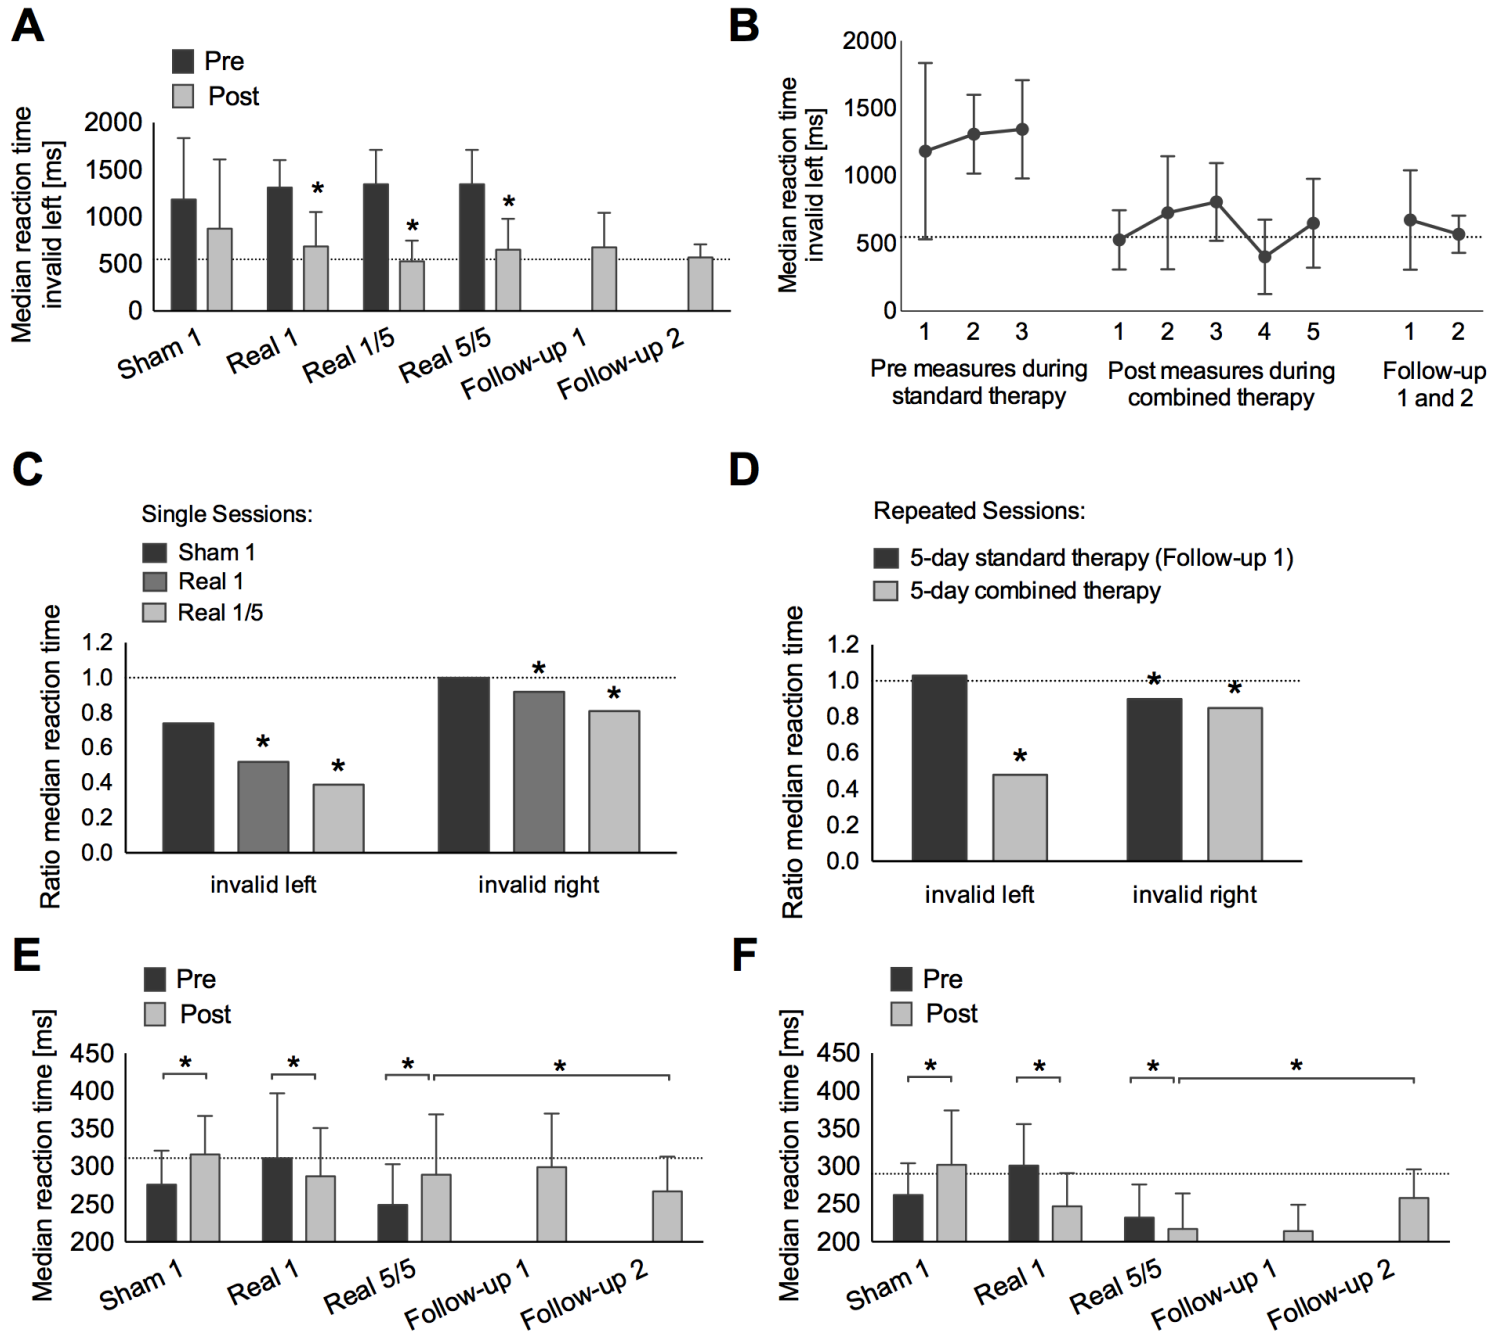 A
Pre
Post
Median reaction time
invalid left [ms]
2000
1500
1000
500
0
*
*
*
Sham 1
Real 1
Real 1/5
Real 5/5
Follow-up 1
Follow-up 2
B
Median reaction time
invalid left [ms]
2000
1500
1000
500
0
1 2 3
1 2 3 4 5
1 2
Pre measures during
standard therapy
Post measures during
combined therapy
Follow-up
1 and 2
C
Single Sessions:
Sham 1
Real 1
Real 1/5
Ratio median reaction time
1.2
1.0
0.8
0.6
0.4
0.2
0.0
*
*
*
*
invalid left
invalid right
D
Repeated Sessions:
5-day standard therapy (Follow-up 1)
5-day combined therapy
Ratio median reaction time
1.2
1.0
0.8
0.6
0.4
0.2
0.0
*
*
*
invalid left
invalid right
E
Pre
Post
Median reaction time [ms]
450
400
350
300
250
200
*
*
*
*
Sham 1
Real 1
Real 5/5
Follow-up 1
Follow-up 2
F
Pre
Post
Median reaction time [ms]
450
400
350
300
250
200
*
*
*
*
Sham 1
Real 1
Real 5/5
Follow-up 1
Follow-up 2